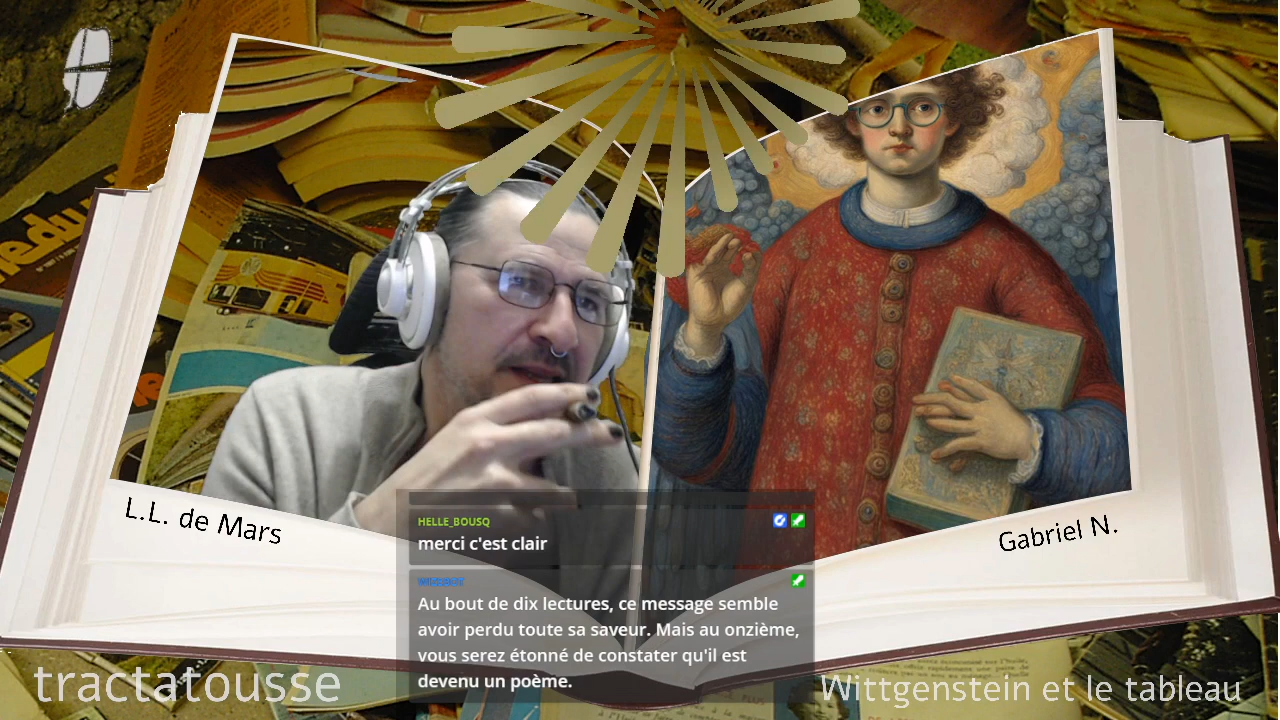 L.L. de Mars
Gabriel N.
HELLE_BOUSQ
merci c'est clair
Au bout de dix lectures, ce message semble
avoir perdu toute sa saveur. Mais au onzième,
vous serez étonné de constater qu'il est
devenu un poème.
tractatousse
Wittgenstein et le tableau